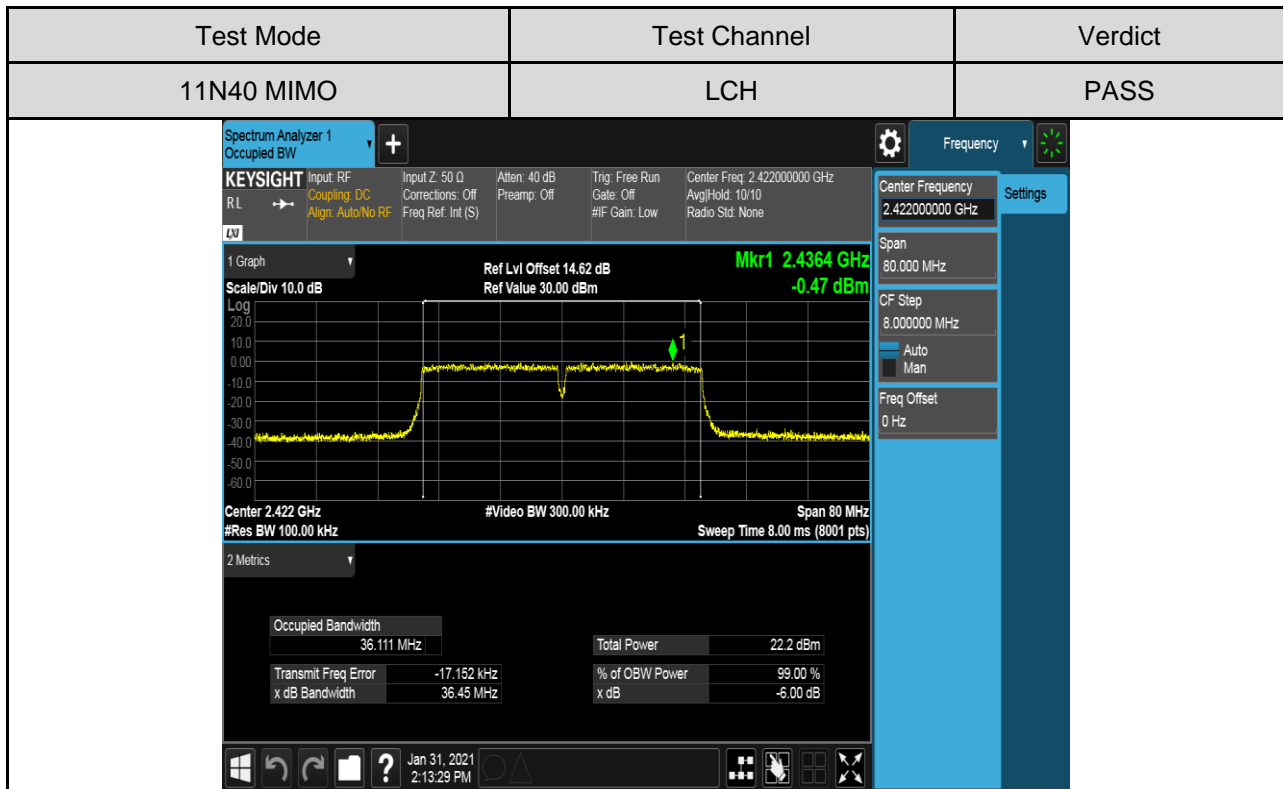 Test Mode Test Channel Verdict
11N40 MIMO LCH PASS
Spectrum Analyzer 1
Occupied BW
+
Frequency
KEYSIGHT Input: RF Input Z: 50 Ω Atten: 40 dB Trig: Free Run Center Freq: 2.422000000 GHz
RL Coupling: DC Corrections: Off Preamp: Off Gate: Off Avg|Hold: 10/10
Align: Auto/No RF Freq Ref: Int (S) #IF Gain: Low Radio Std: None
LXI
Center Frequency
2.422000000 GHz
Settings
Span
80.000 MHz
CF Step
8.000000 MHz
Auto
Man
Freq Offset
0 Hz
1 Graph Ref Lvl Offset 14.62 dB Mkr1 2.4364 GHz
Scale/Div 10.0 dB Ref Value 30.00 dBm -0.47 dBm
Log
20.0
10.0
1
0.00
-10.0
-20.0
-30.0
-40.0
-50.0
-60.0
Center 2.422 GHz #Video BW 300.00 kHz Span 80 MHz
#Res BW 100.00 kHz Sweep Time 8.00 ms (8001 pts)
2 Metrics
Occupied Bandwidth
36.111 MHz Total Power 22.2 dBm
Transmit Freq Error -17.152 kHz % of OBW Power 99.00 %
x dB Bandwidth 36.45 MHz x dB -6.00 dB
? Jan 31, 2021
2:13:29 PM